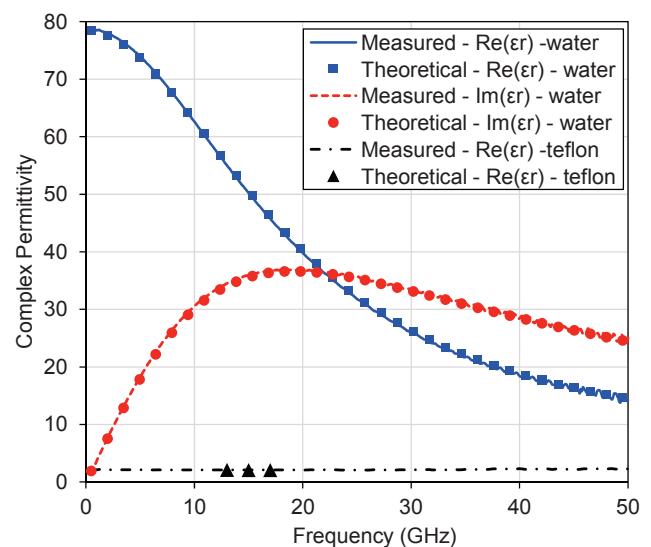 80
70
60
50
40
30
20
10
0
Complex Permittivity
Measured - Re(εr) -water
Theoretical - Re(εr) - water
Measured - Im(εr) - water
Theoretical - Im(εr) - water
Measured - Re(εr) -teflon
Theoretical - Re(εr) - teflon
0 10 20 30 40 50
Frequency (GHz)